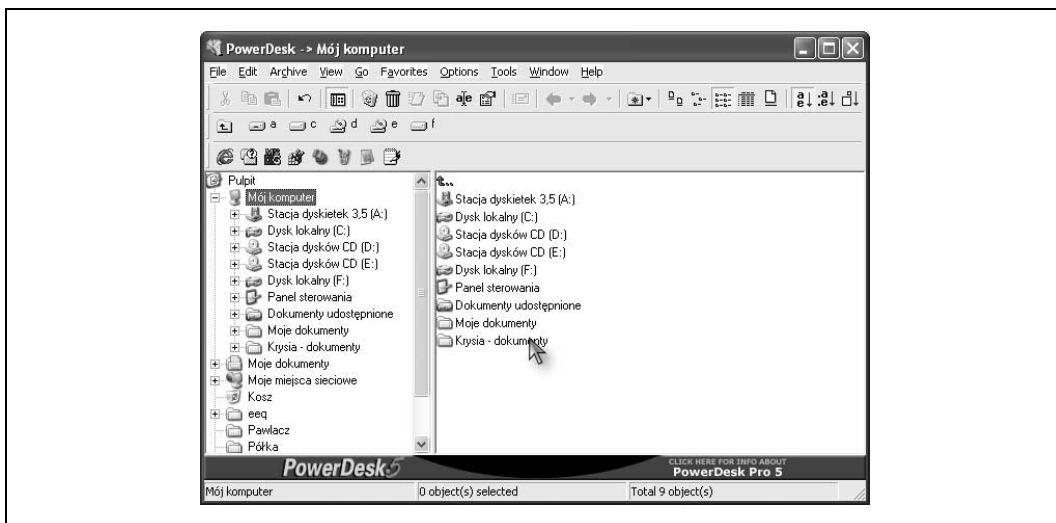 PowerDesk -> Mój komputer
File Edit Archive View Go Favorites Options Tools Window Help
a c d e f
Pulpit
Mój komputer
Stacja dyskietek 3,5 (A:)
Dysk lokalny (C:)
Stacja dysków CD (D:)
Stacja dysków CD (E:)
Dysk lokalny (F:)
Panel sterowania
Dokumenty udostępnione
Moje dokumenty
Krysia - dokumenty
Moje dokumenty
Moje miejsca sieciowe
Kosz
eeq
Pawlacz
Półka
Stacja dyskietek 3,5 (A:)
Dysk lokalny (C:)
Stacja dysków CD (D:)
Stacja dysków CD (E:)
Dysk lokalny (F:)
Panel sterowania
Dokumenty udostępnione
Moje dokumenty
Krysia - dokumenty
PowerDesk 5
CLICK HERE FOR INFO ABOUT
PowerDesk Pro 5
Mój komputer
0 object(s) selected
Total 9 object(s)